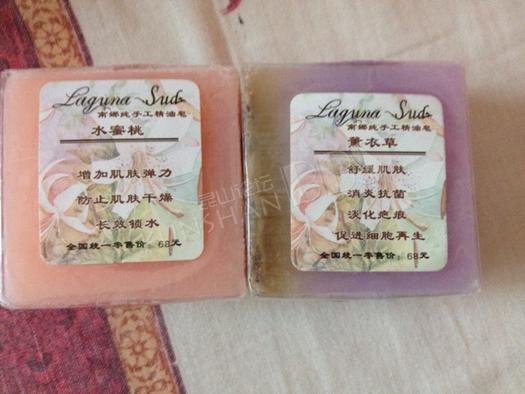 Laguna Sud
南娜纯手工精油皂
水蜜桃
增加肌肤弹力
防止肌肤干燥
长效锁水
全国统一零售价：68元
Laguna Sud
南娜纯手工精油皂
薰衣草
舒缓肌肤
消炎抗菌
淡化疤痕
促进细胞再生
全国统一零售价：68元
昆山论坛